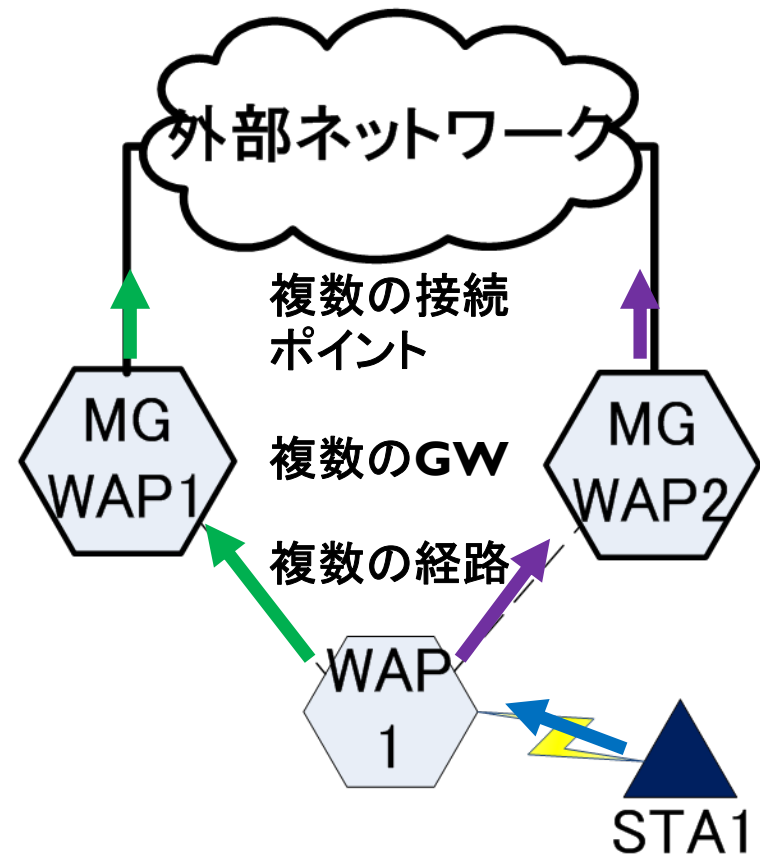 外部ネットワーク
複数の接続
ポイント
MG
WAP1
MG
WAP2
複数のGW
複数の経路
WAP
1
STA1